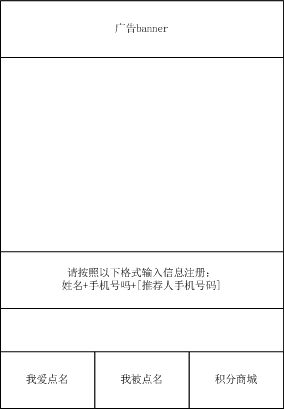 广告banner
请按照以下格式输入信息注册：
姓名+手机号吗+[推荐人手机号码]
我爱点名
我被点名
积分商城